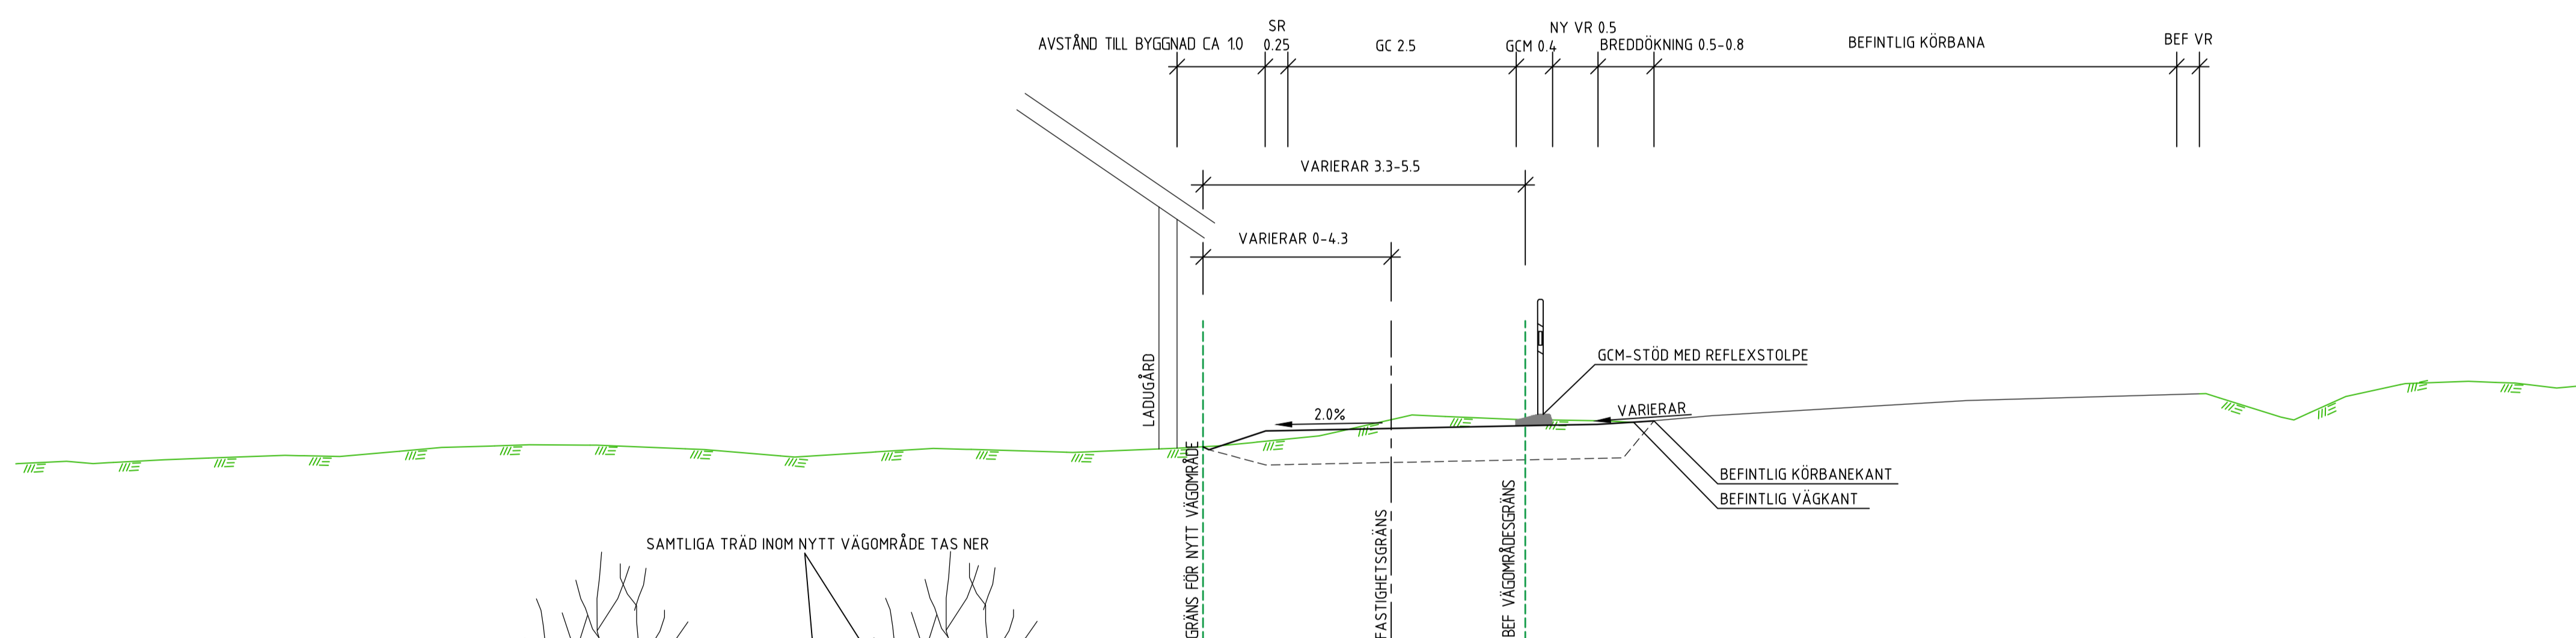 SR
NY VR 0.5
AVSTÅND TILL BYGGNAD CA 1.0
0.25
GC 2.5
GCM 0.4
BREDDÖKNING 0.5-0.8
BEFINTLIG KÖRBANA
BEF VR
VARIERAR 3.3-5.5
VARIERAR 0-4.3
LADUGÅRD
GCM-STÖD MED REFLEXSTOLPE
2.0%
VARIERAR
BEFINTLIG KÖRBANEKANT
BEFINTLIG VÄGKANT
GRÄNS FÖR NYTT VÄGOMRÅDE
FASTIGHETSGRÄNS
BEF VÄGOMRÅDESGRÄNS
SAMTLIGA TRÄD INOM NYTT VÄGOMRÅDE TAS NER